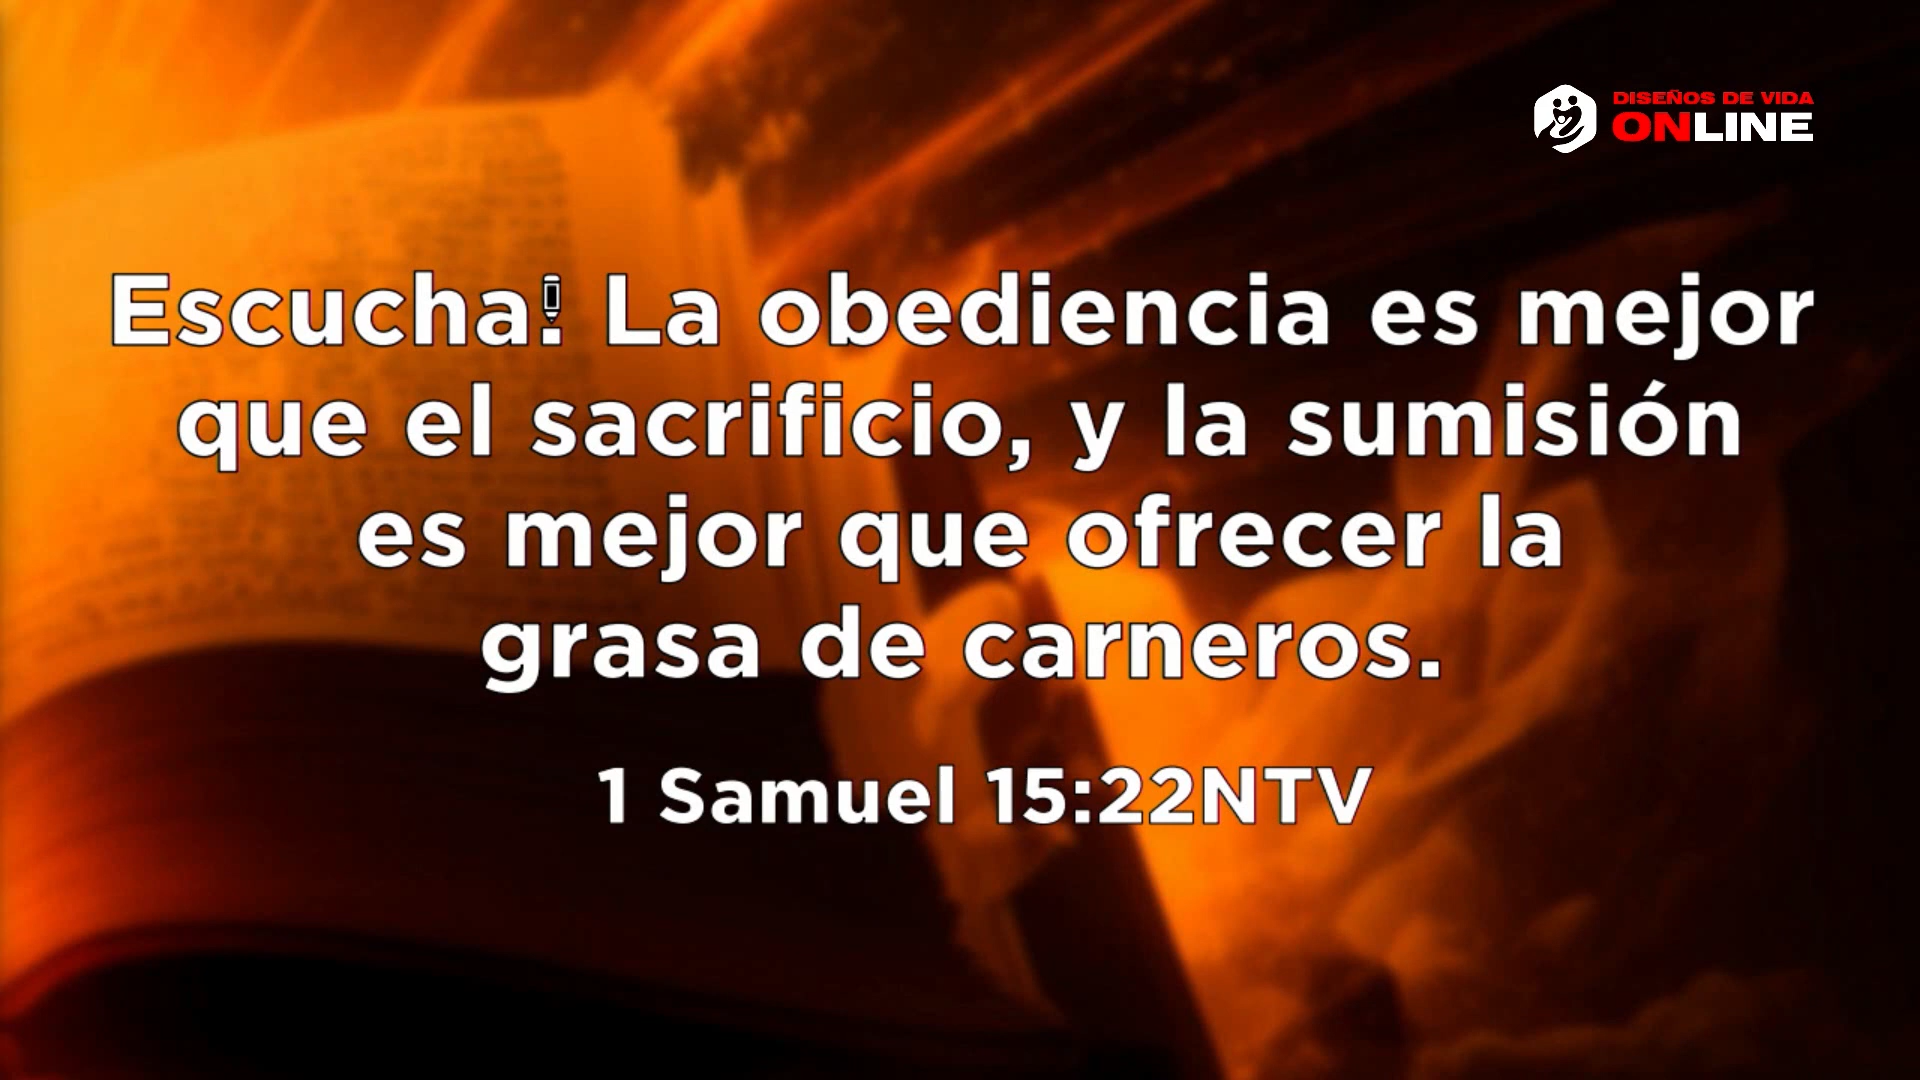 DISEÑOS DE VIDA
ONLINE
Escucha! La obediencia es mejor
que el sacrificio, y la sumisión
es mejor que ofrecer la
grasa de carneros.
1 Samuel 15:22NTV